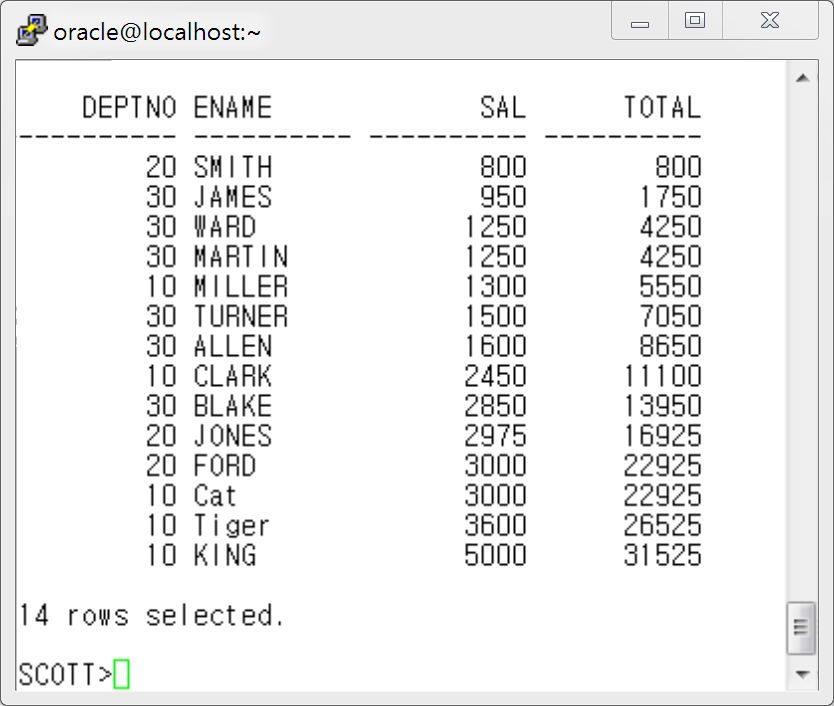 oracle@localhost:~
DEPTNO ENAME SAL TOTAL
---------- ---------- ---------- ----------
20 SMITH 800 800
30 JAMES 950 1750
30 WARD 1250 4250
30 MARTIN 1250 4250
10 MILLER 1300 5550
30 TURNER 1500 7050
30 ALLEN 1600 8650
10 CLARK 2450 11100
30 BLAKE 2850 13950
20 JONES 2975 16925
20 FORD 3000 22925
10 Cat 3000 22925
10 Tiger 3600 26525
10 KING 5000 31525
14 rows selected.
SCOTT>